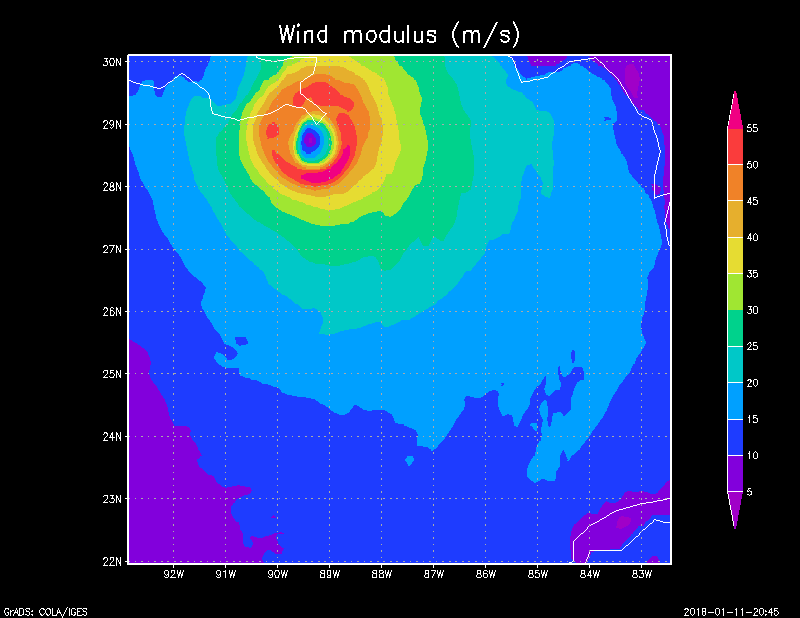 Wind modulus (m/s)
30N
29N
28N
27N
26N
25N
24N
23N
22N
92W
91W
90W
89W
88W
87W
86W
85W
84W
83W
55
50
45
40
35
30
25
20
15
10
5
GrADS: COLA/IGES
2018-01-11-20:45